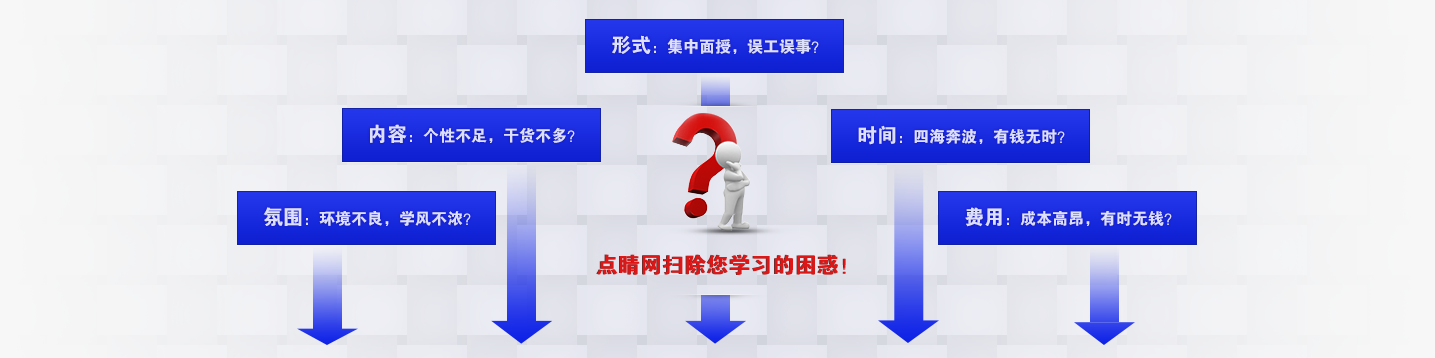 形式：集中面授，误工误事？
内容：个性不足，干货不多？
时间：四海奔波，有钱无时？
氛围：环境不良，学风不浓？
费用：成本高昂，有时无钱？
点睛网扫除您学习的困惑！